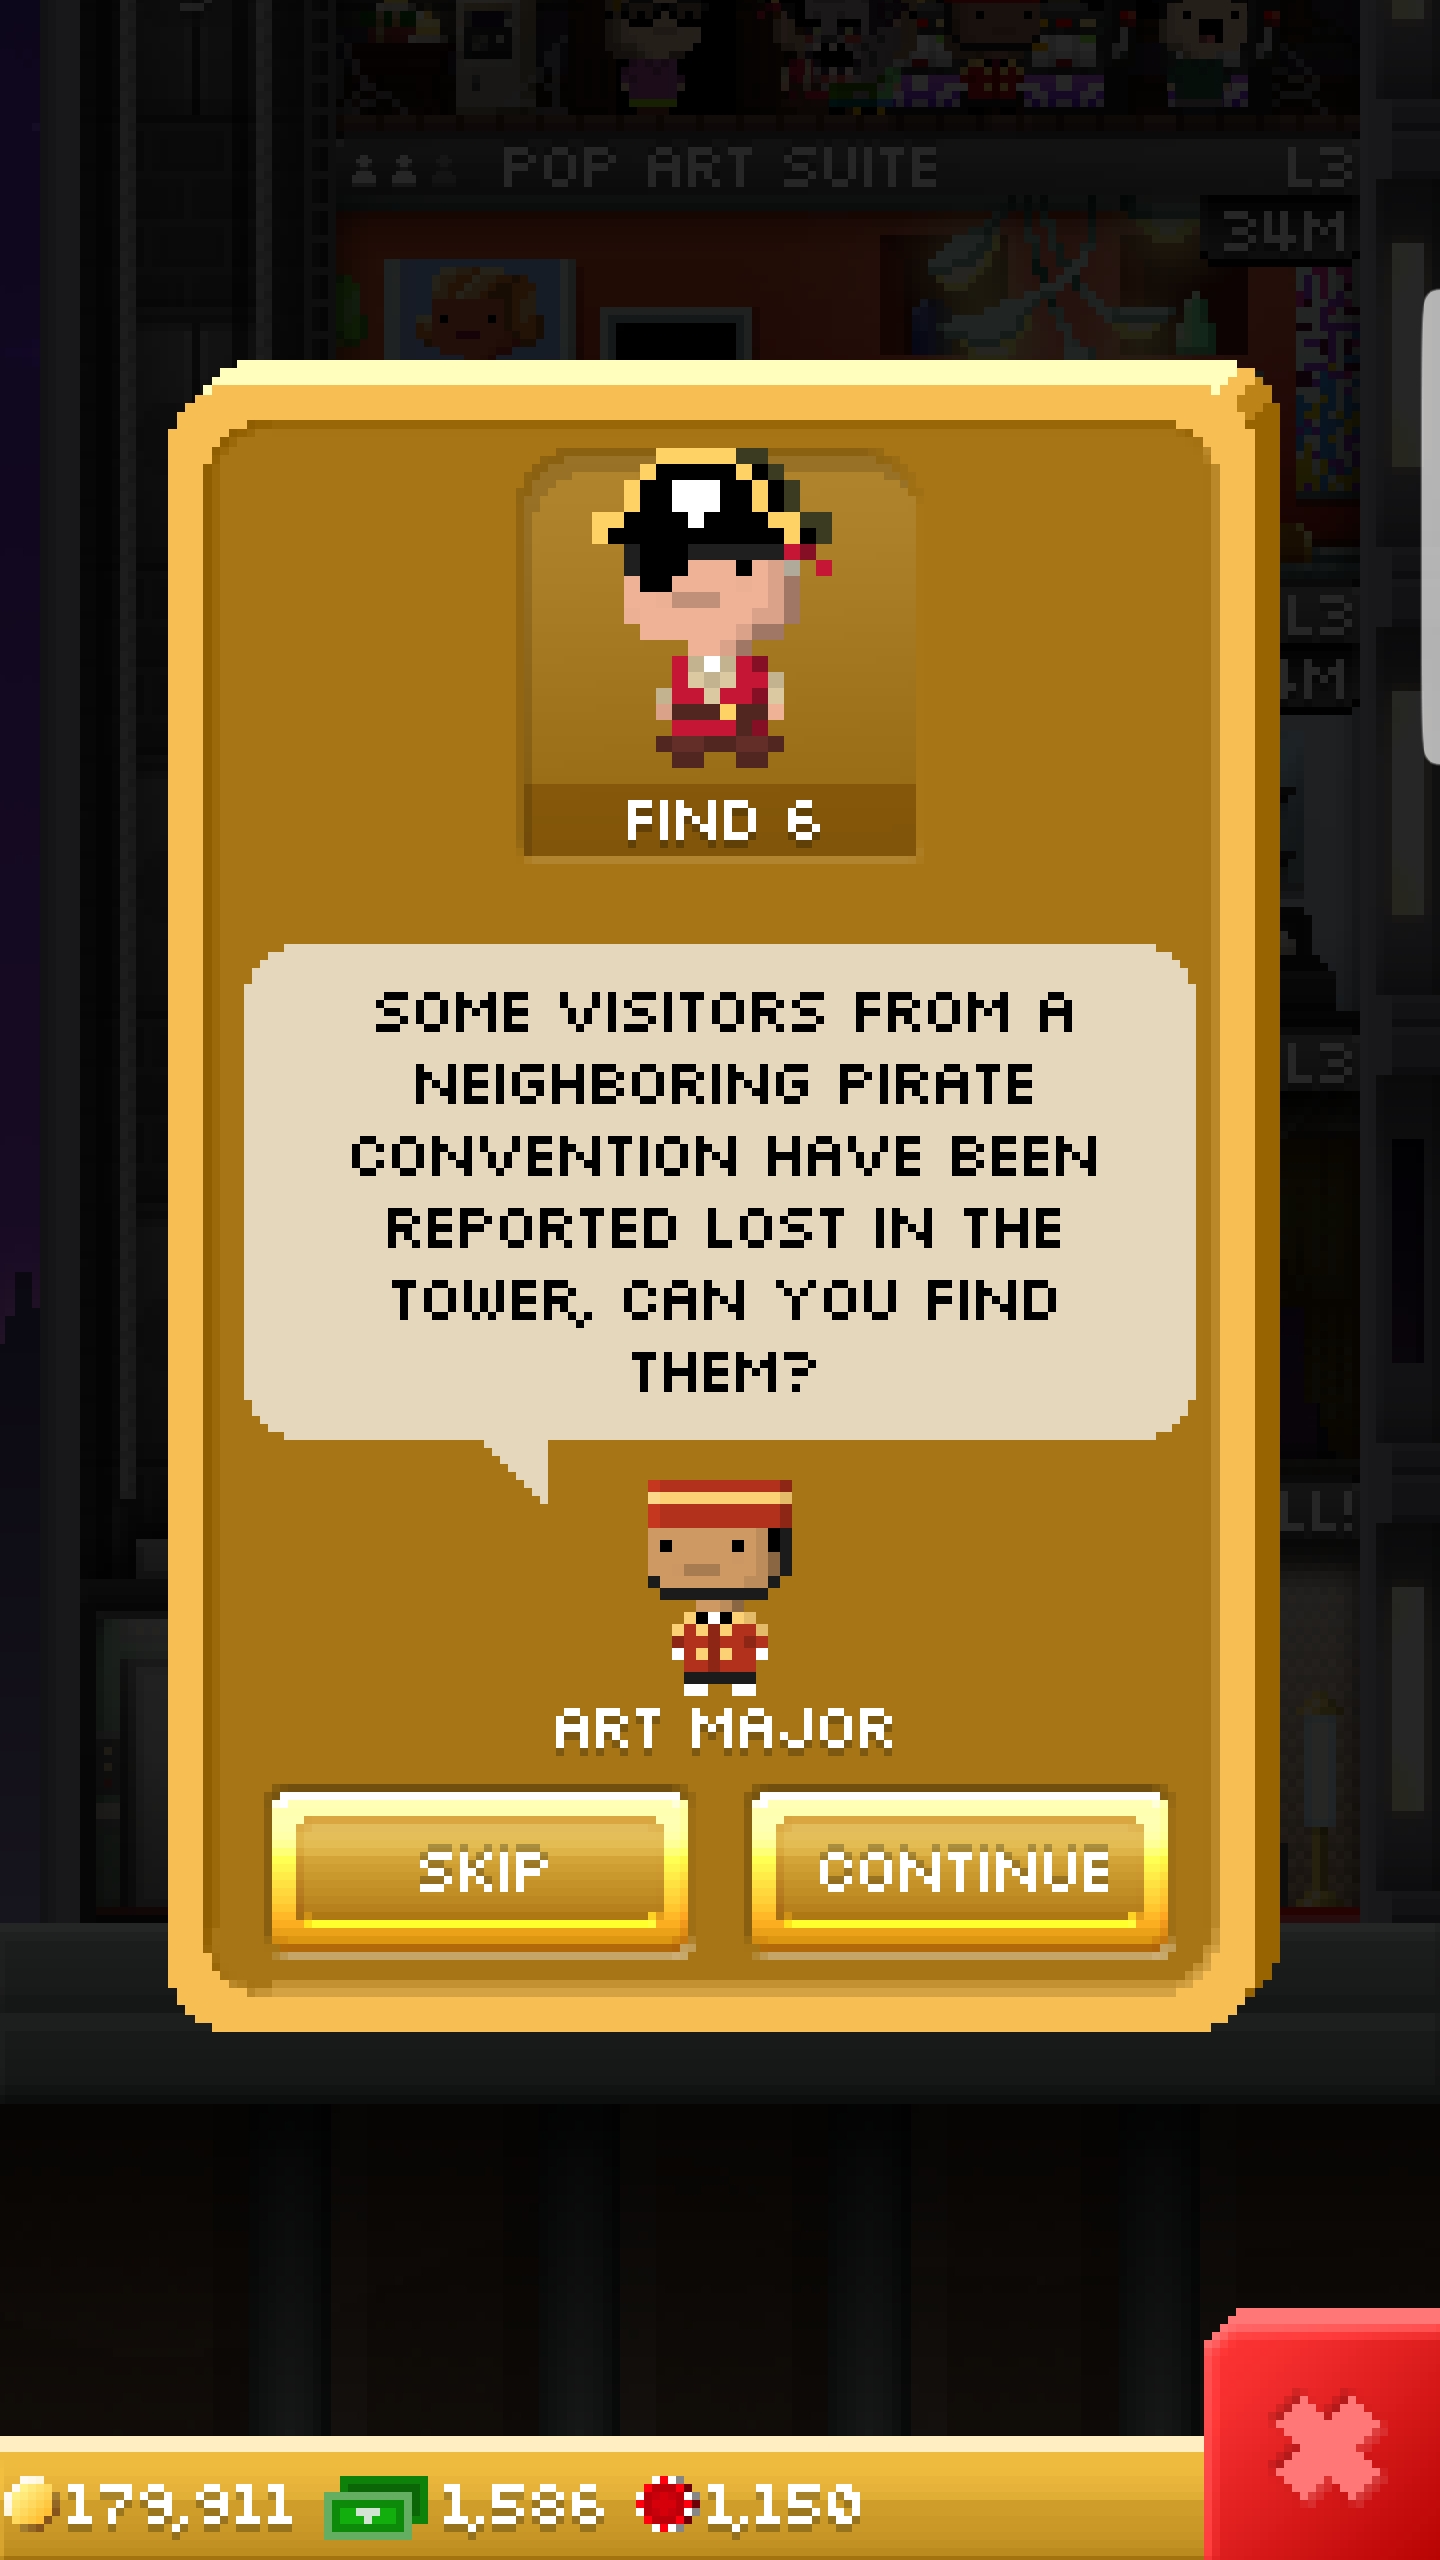 POP ART SUITE L3
34M
L3
4M
FIND 6
SOME VISITORS FROM A
NEIGHBORING PIRATE
CONVENTION HAVE BEEN
REPORTED LOST IN THE
TOWER, CAN YOU FIND
THEM?
L3
ART MAJOR
SKIP CONTINUE
179,911 1,586 1,150